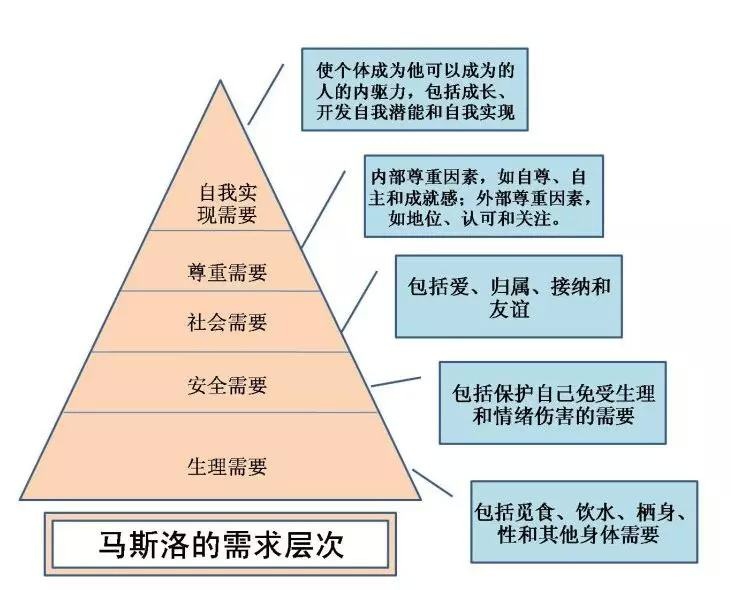 使个体成为他可以成为的
人的内驱力，包括成长、
开发自我潜能和自我实现
自我实
现需要
内部尊重因素，如自尊、自
主和成就感；外部尊重因素，
如地位、认可和关注。
尊重需要
包括爱、归属、接纳和
友谊
社会需要
包括保护自己免受生理
和情绪伤害的需要
安全需要
生理需要
包括觅食、饮水、栖身、
性和其他身体需要
马斯洛的需求层次